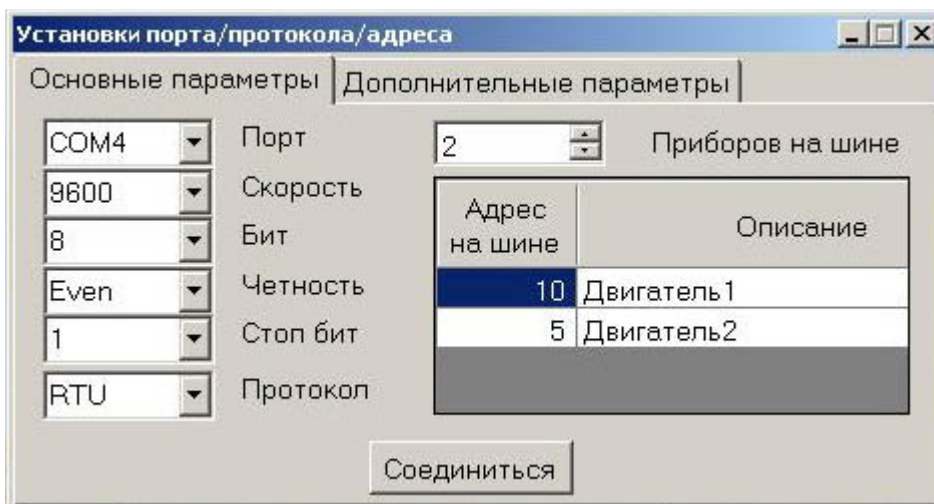 Установки порта/протокола/адреса
Основные параметры
Дополнительные параметры
COM4 Порт
2 Приборов на шине
9600 Скорость
8 Бит
Even Четность
1 Стоп бит
RTU Протокол
Адрес на шине Описание
10 Двигатель1
5 Двигатель2
Соединиться